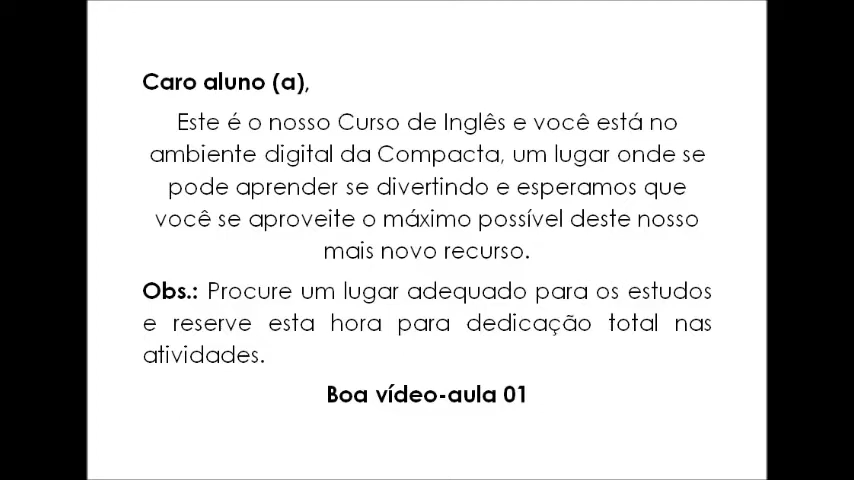 Caro aluno (a),
Este é o nosso Curso de Inglês e você está no
ambiente digital da Compacta, um lugar onde se
pode aprender se divertindo e esperamos que
você se aproveite o máximo possível deste nosso
mais novo recurso.
Obs.: Procure um lugar adequado para os estudos
e reserve esta hora para dedicação total nas
atividades.
Boa vídeo-aula 01